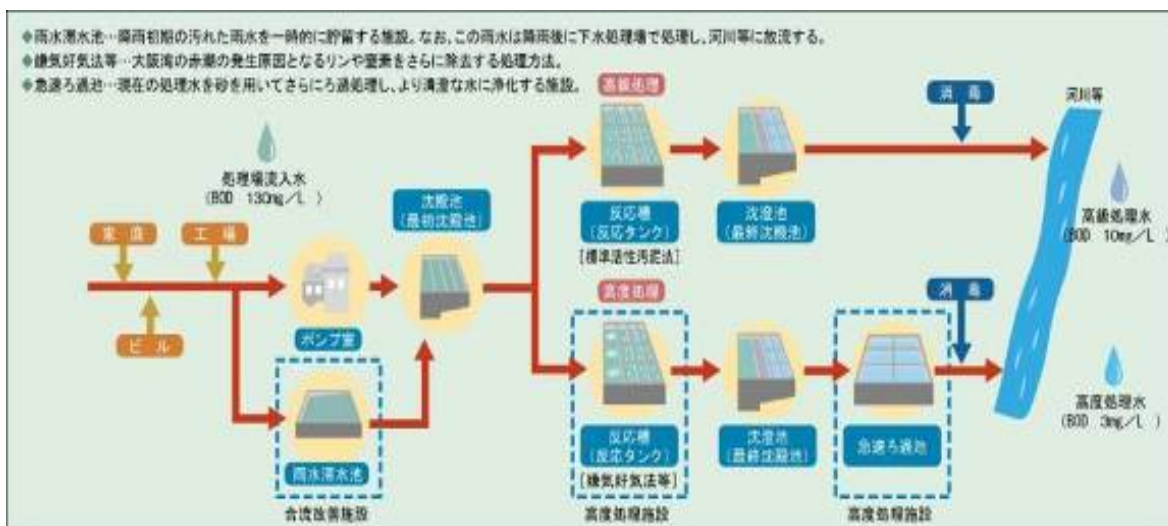 ◆雨水滞水池…降雨初期の汚れた雨水を一時的に貯留する施設。なお、この雨水は降雨後に下水処理場で処理し、河川等に放流する。
◆嫌気好気法等…大阪湾の赤潮の発生原因となるリンや窒素をさらに除去する処理方法。
◆急速ろ過池…現在の処理水を砂を用いてさらにろ過処理し、より清澄な水に浄化する施設。
処理場流入水
(BOD 130mg/L )
家庭
工場
ビル
ポンプ室
雨水滞水池
合流改善施設
沈殿池
(最初沈殿池)
高級処理
反応槽
(反応タンク)
[標準活性汚泥法]
沈澄池
(最終沈殿池)
消毒
河川等
高級処理水
(BOD 10mg/L )
高度処理
反応槽
(反応タンク)
[嫌気好気法等]
高度処理施設
沈澄池
(最終沈殿池)
急速ろ過池
高度処理施設
消毒
高度処理水
(BOD 3mg/L )